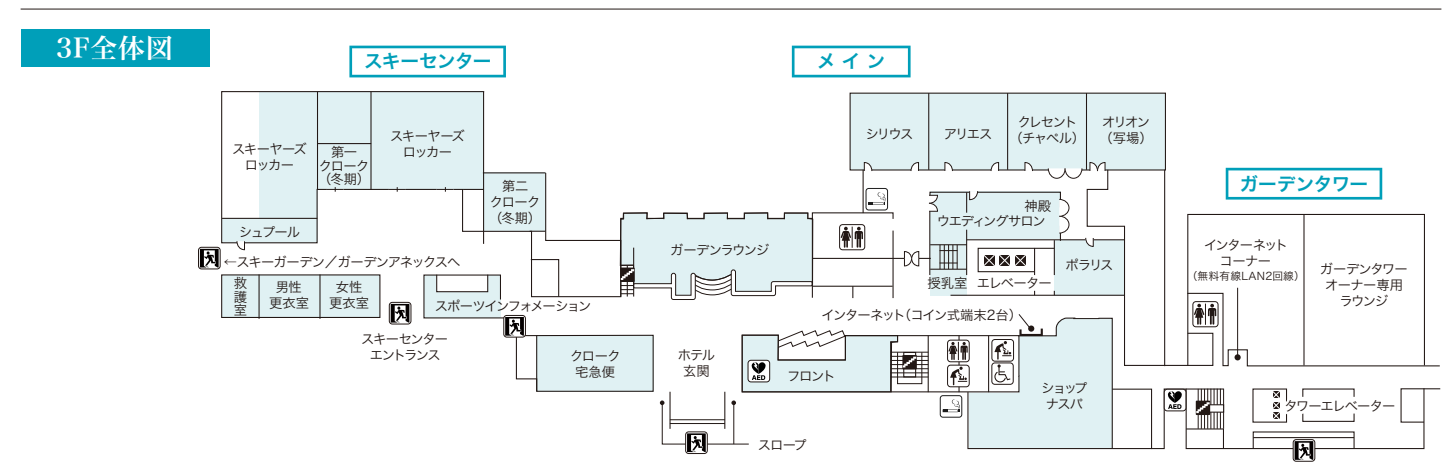 3F全体図
スキーセンター
メイン
ガーデンタワー
スキーヤーズ
ロッカー
第一
クローク
(冬期)
スキーヤーズ
ロッカー
第二
クローク
(冬期)
シュプール
←スキーガーデン／ガーデンアネックスへ
救護室
男性
更衣室
女性
更衣室
スポーツインフォメーション
スキーセンター
エントランス
クローク
宅急便
ホテル
玄関
スロープ
ガーデンラウンジ
AED
フロント
シリウス
アリエス
クレセント
(チャペル)
オリオン
(写場)
神殿
ウエディングサロン
授乳室
エレベーター
ポラリス
インターネット(コイン式端末2台)
ショップ
ナスパ
インターネット
コーナー
(無料有線LAN2回線)
ガーデンタワー
オーナー専用
ラウンジ
AED
タワーエレベーター